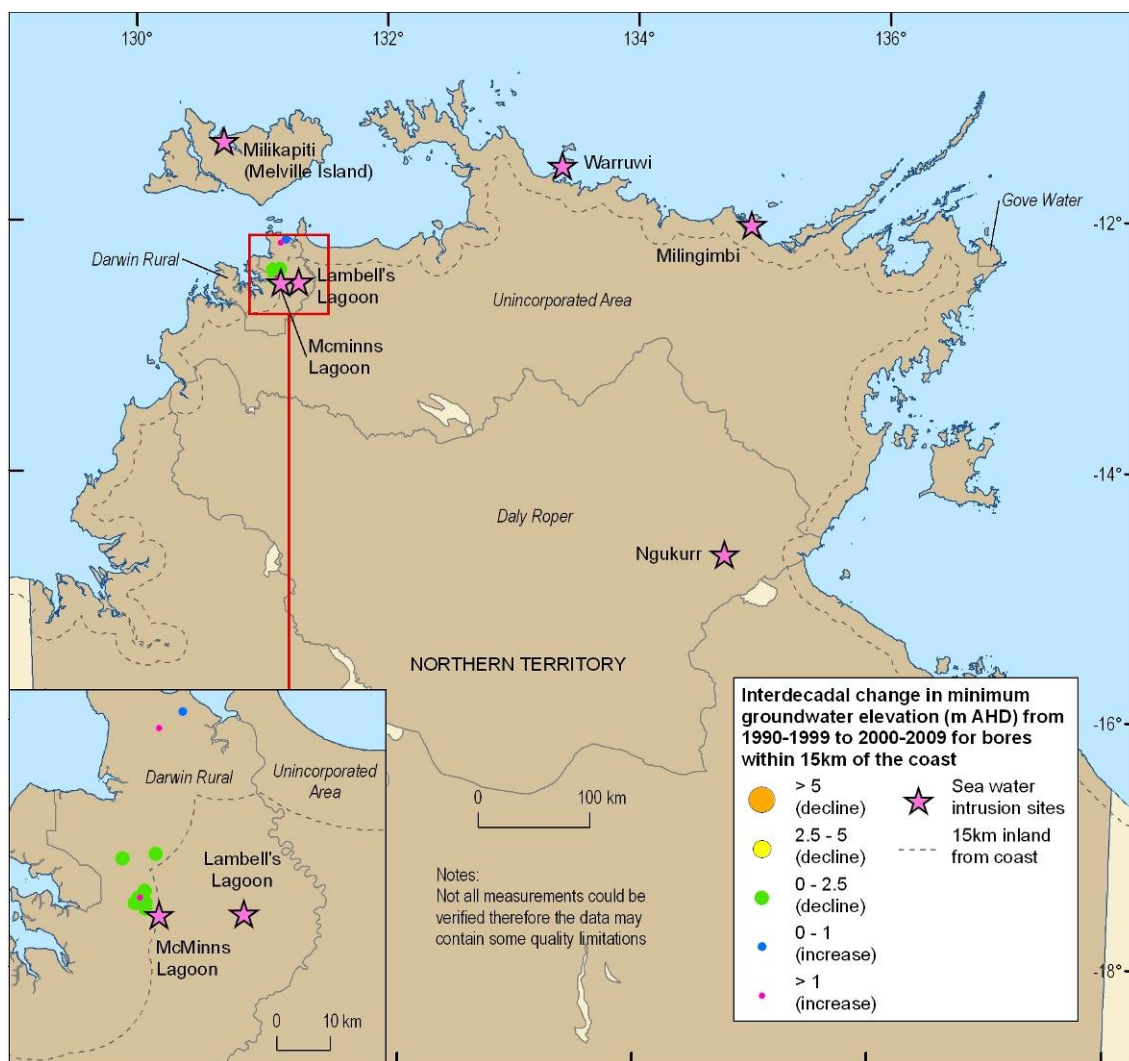 130°
132°
134°
136°
Milikapiti
(Melville Island)
Warruwi
-12°
Gove Water
Milingimbi
Darwin Rural
Lambell's
Lagoon
Unincorporated Area
Mcminns
Lagoon
-14°
Daly Roper
Ngukurr
NORTHERN TERRITORY
-16°
Interdecadal change in minimum
groundwater elevation (m AHD) from
1990-1999 to 2000-2009 for bores
within 15km of the coast
> 5
(decline)
2.5 - 5
(decline)
0 - 2.5
(decline)
0 - 1
(increase)
> 1
(increase)
Sea water
intrusion sites
15km inland
from coast
0 100 km
Notes:
Not all measurements could be
verified therefore the data may
contain some quality limitations
Darwin Rural
Unincorporated
Area
Lambell's
Lagoon
McMinns
Lagoon
0 10 km
-18°